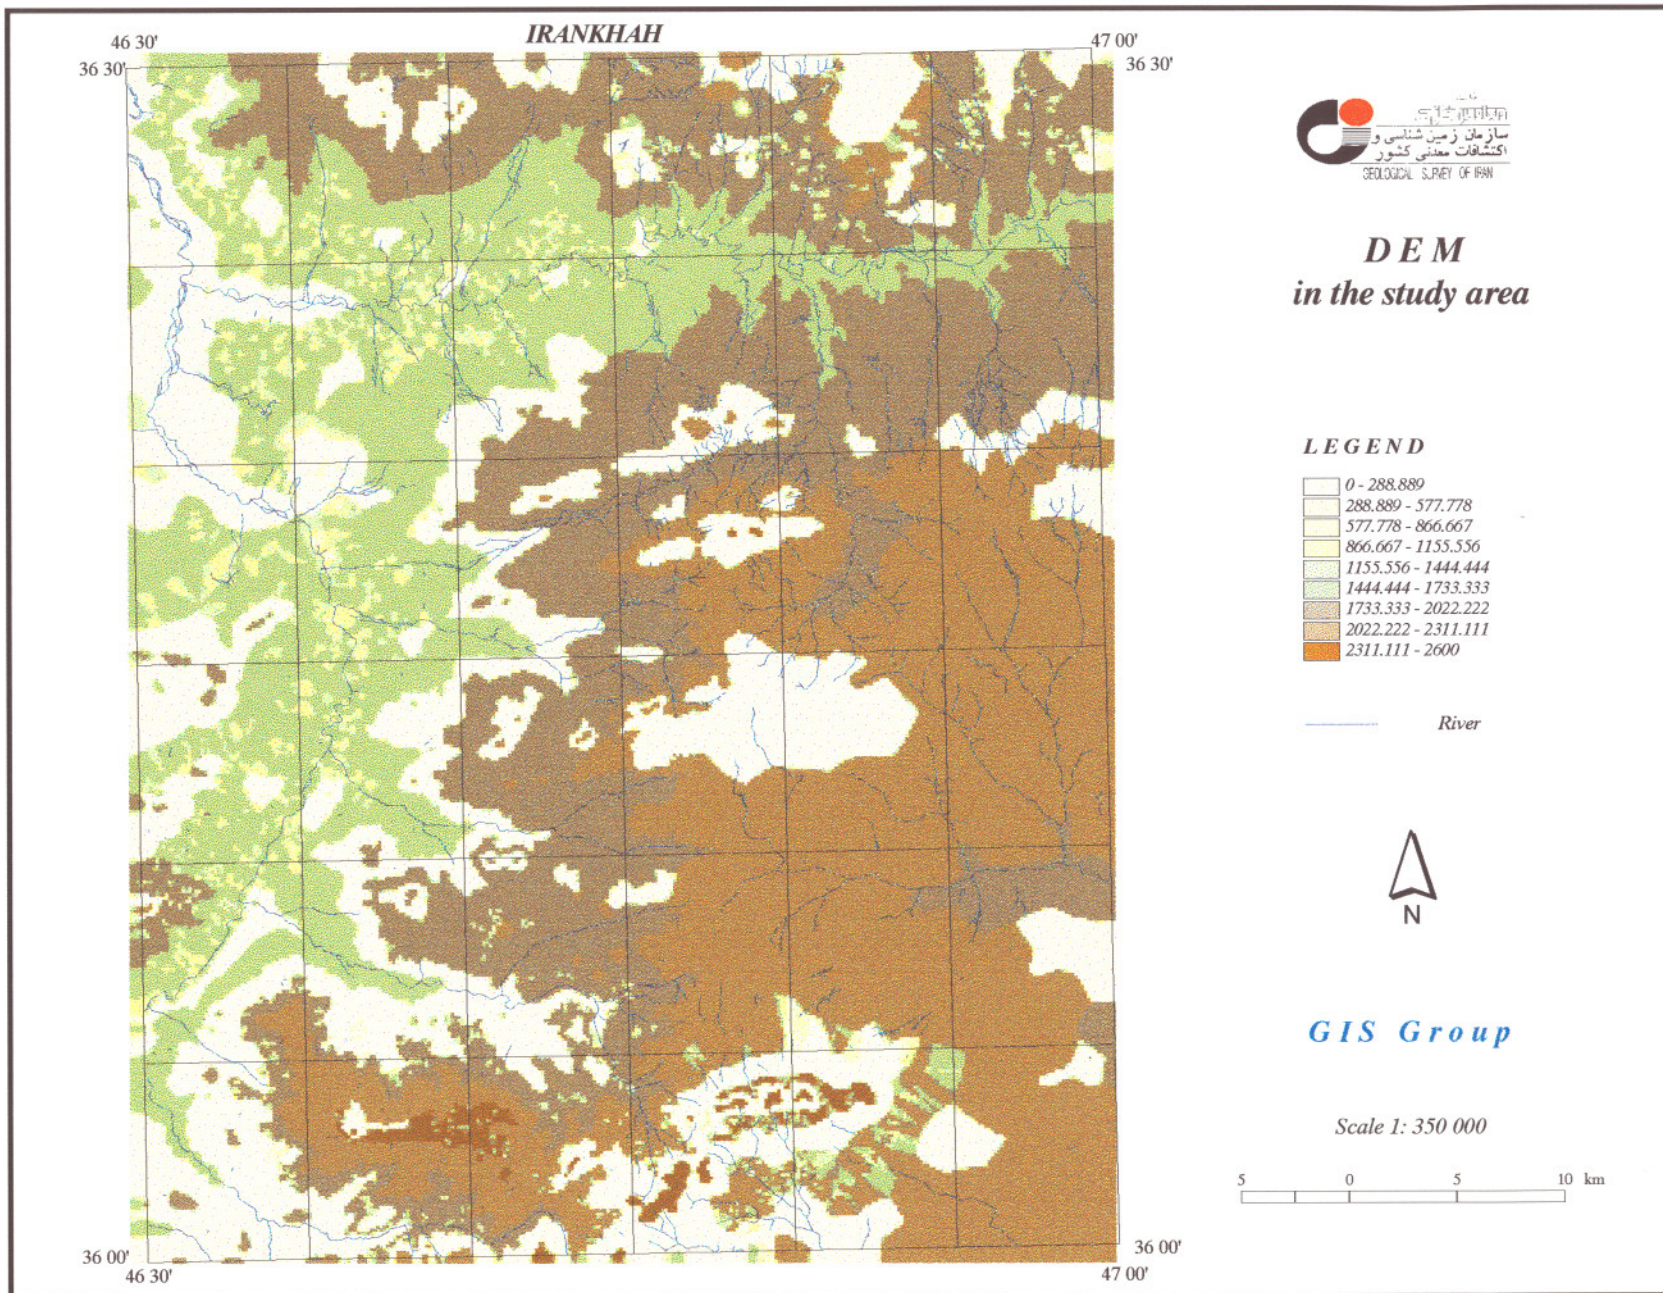 IRANKHAH
46 30'
47 00'
36 30'
36 30'
سازمان زمین شناسی و
اکتشافات معدنی کشور
GEOLOGICAL SURVEY OF IRAN
DEM
in the study area
LEGEND
0 - 288.889
288.889 - 577.778
577.778 - 866.667
866.667 - 1155.556
1155.556 - 1444.444
1444.444 - 1733.333
1733.333 - 2022.222
2022.222 - 2311.111
2311.111 - 2600
River
N
GIS Group
Scale 1: 350 000
5 0 5 10 km
36 00'
36 00'
46 30'
47 00'